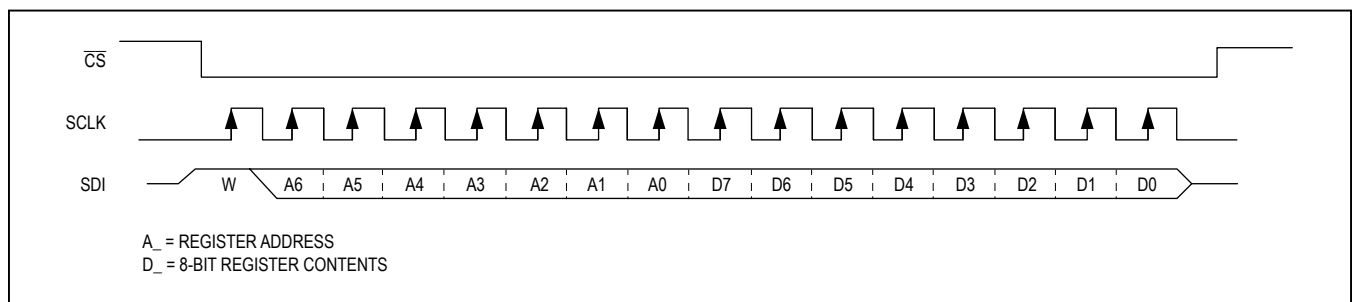 CS
SCLK
SDI W A6 A5 A4 A3 A2 A1 A0 D7 D6 D5 D4 D3 D2 D1 D0
A_ = REGISTER ADDRESS
D_ = 8-BIT REGISTER CONTENTS